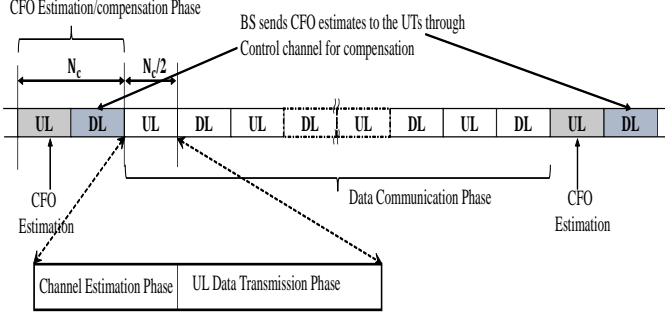 CFO Estimation/compensation Phase
BS sends CFO estimates to the UTs through
Control channel for compensation
Nc
Nc/2
UL DL UL DL UL DL UL DL UL DL UL DL
CFO
Estimation
Data Communication Phase
CFO
Estimation
Channel Estimation Phase UL Data Transmission Phase